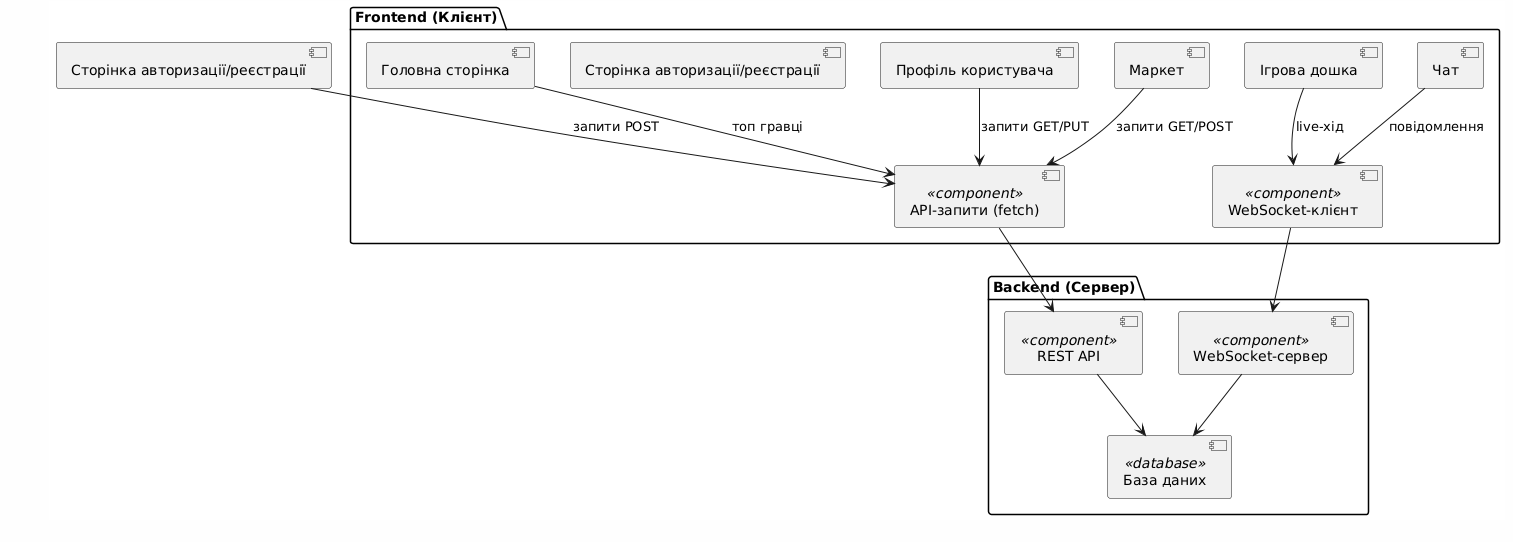 Frontend (Клієнт)
Сторінка авторизації/реєстрації
Головна сторінка
Сторінка авторизації/реєстрації
Профіль користувача
Маркет
Ігрова дошка
Чат
запити POST
топ гравці
запити GET/PUT
запити GET/POST
live-хід
повідомлення
«component»
API-запити (fetch)
«component»
WebSocket-клієнт
Backend (Сервер)
«component»
REST API
«component»
WebSocket-сервер
«database»
База даних